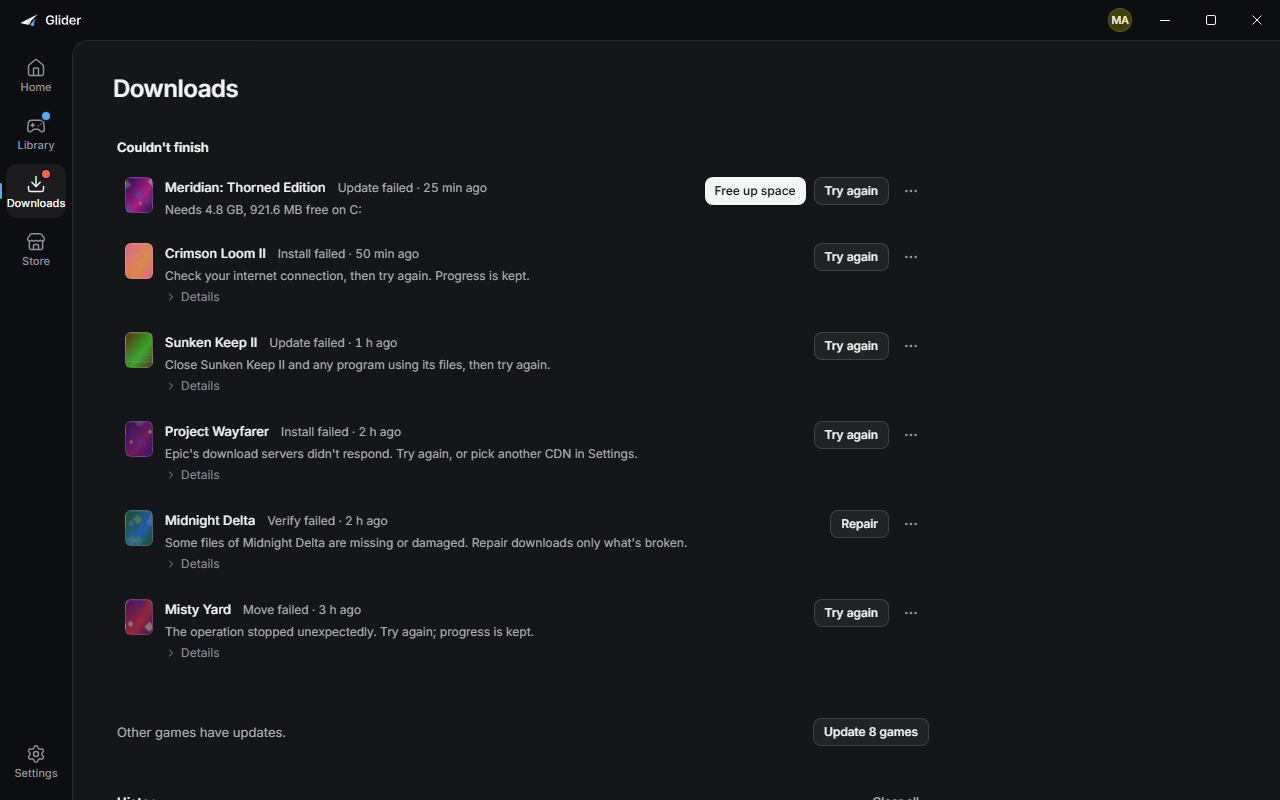 Glider
MA
Home
Library
Downloads
Store
Settings
Downloads
Couldn't finish
Meridian: Thorned Edition Update failed · 25 min ago
Needs 4.8 GB, 921.6 MB free on C:
Free up space
Try again
Crimson Loom II Install failed · 50 min ago
Check your internet connection, then try again. Progress is kept.
Details
Try again
Sunken Keep II Update failed · 1 h ago
Close Sunken Keep II and any program using its files, then try again.
Details
Try again
Project Wayfarer Install failed · 2 h ago
Epic's download servers didn't respond. Try again, or pick another CDN in Settings.
Details
Try again
Midnight Delta Verify failed · 2 h ago
Some files of Midnight Delta are missing or damaged. Repair downloads only what's broken.
Details
Repair
Misty Yard Move failed · 3 h ago
The operation stopped unexpectedly. Try again; progress is kept.
Details
Try again
Other games have updates.
Update 8 games